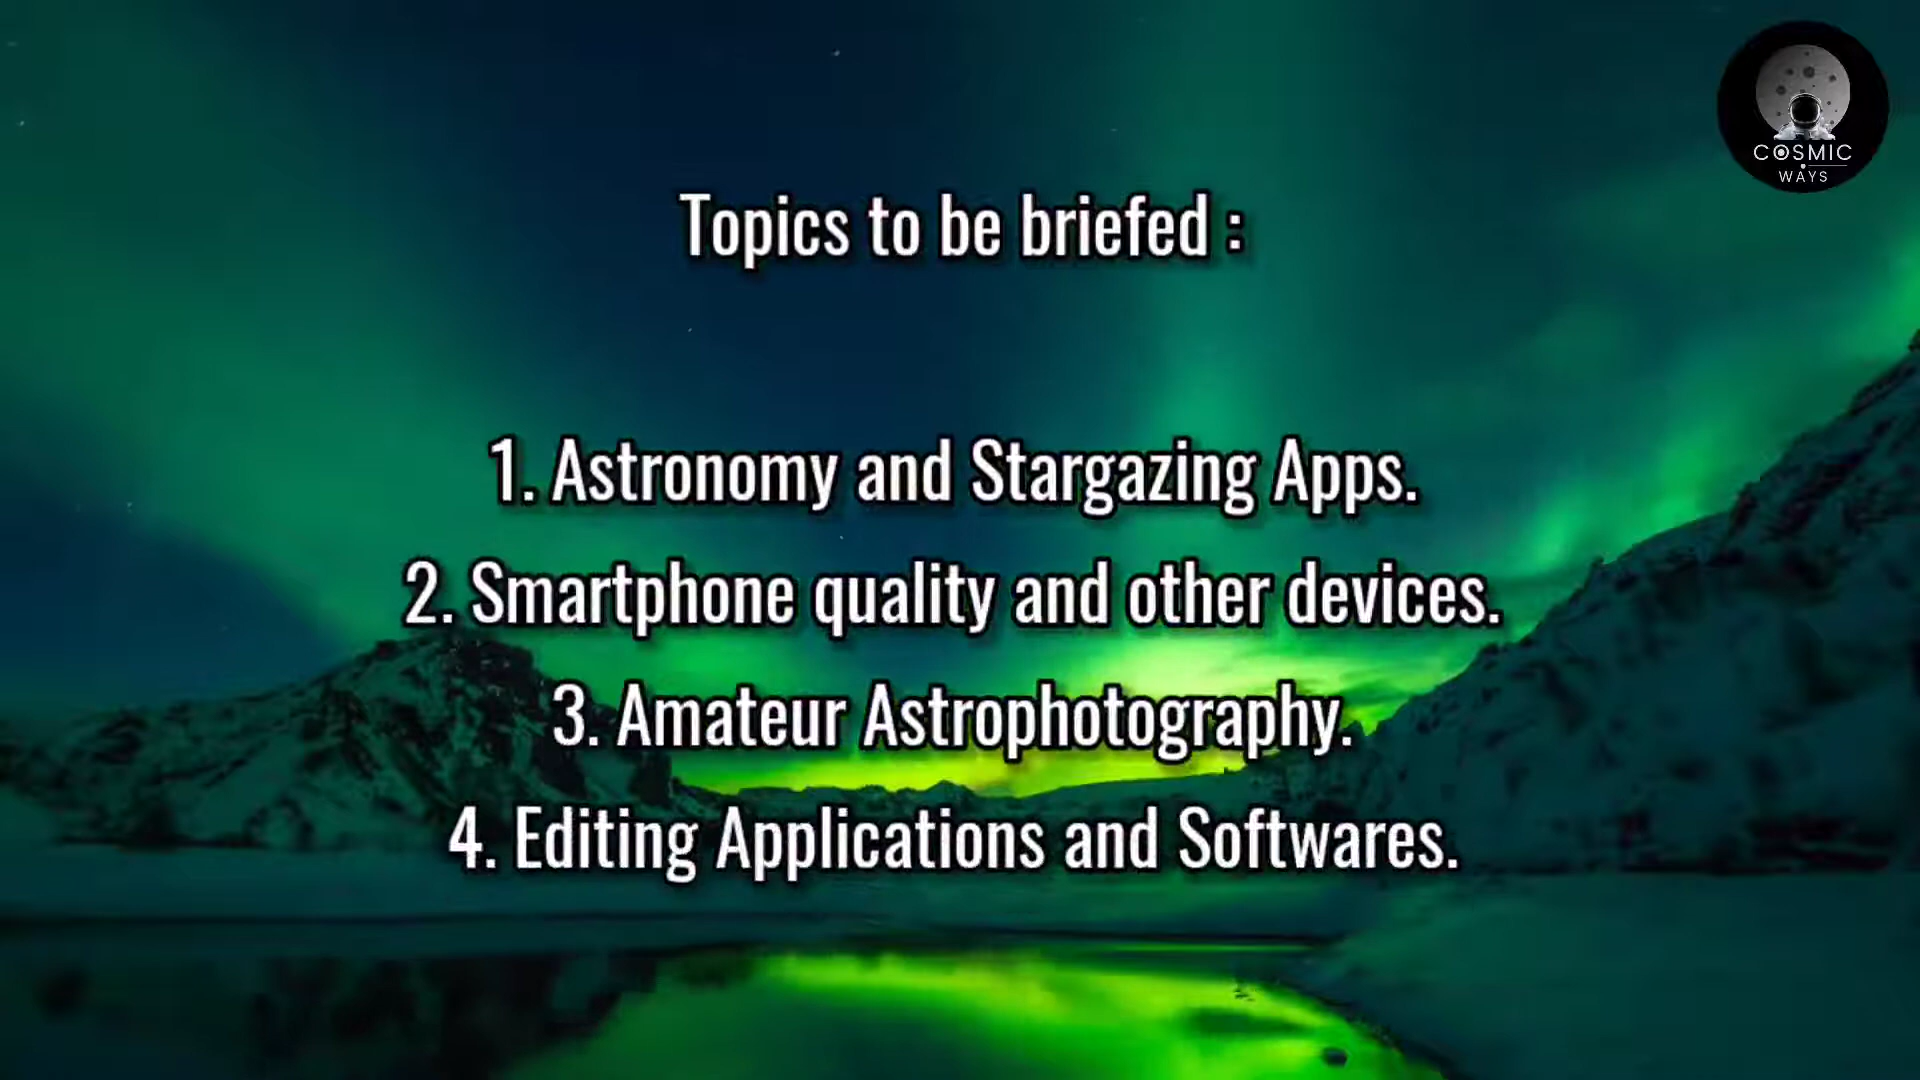 COSMIC
WAYS
Topics to be briefed :
1. Astronomy and Stargazing Apps.
2. Smartphone quality and other devices.
3. Amateur Astrophotography.
4. Editing Applications and Softwares.